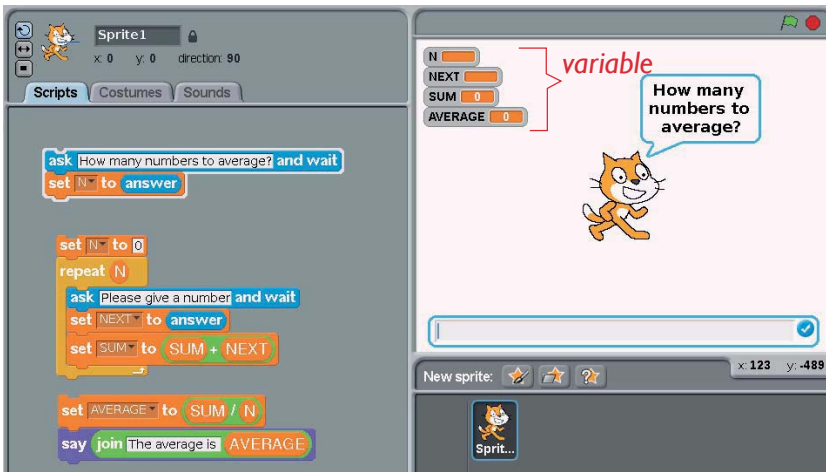 Sprite1
x: 0 y: 0 direction: 90
Scripts Costumes Sounds
ask How many numbers to average? and wait
set N to answer
set N to 0
repeat N
ask Please give a number and wait
set NEXT to answer
set SUM to SUM + NEXT
set AVERAGE to SUM / N
say join The average is AVERAGE
N
NEXT
SUM 0
AVERAGE 0
variable
How many
numbers to
average?
x: 123 y: -489
New sprite:
Sprit...